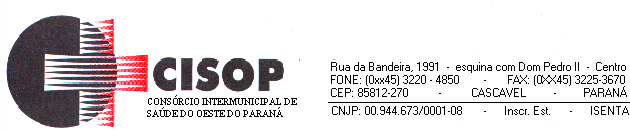 CISOP
CONSÓRCIO INTERMUNICIPAL DE
SAÚDE DO OESTE DO PARANÁ
Rua da Bandeira, 1991 - esquina com Dom Pedro II - Centro
FONE: (0xx45) 3220 - 4850 - FAX: (0XX45) 3225-3670
CEP: 85812-270 - CASCAVEL - PARANÁ
CNJP: 00.944.673/0001-08 - Inscr. Est. - ISENTA